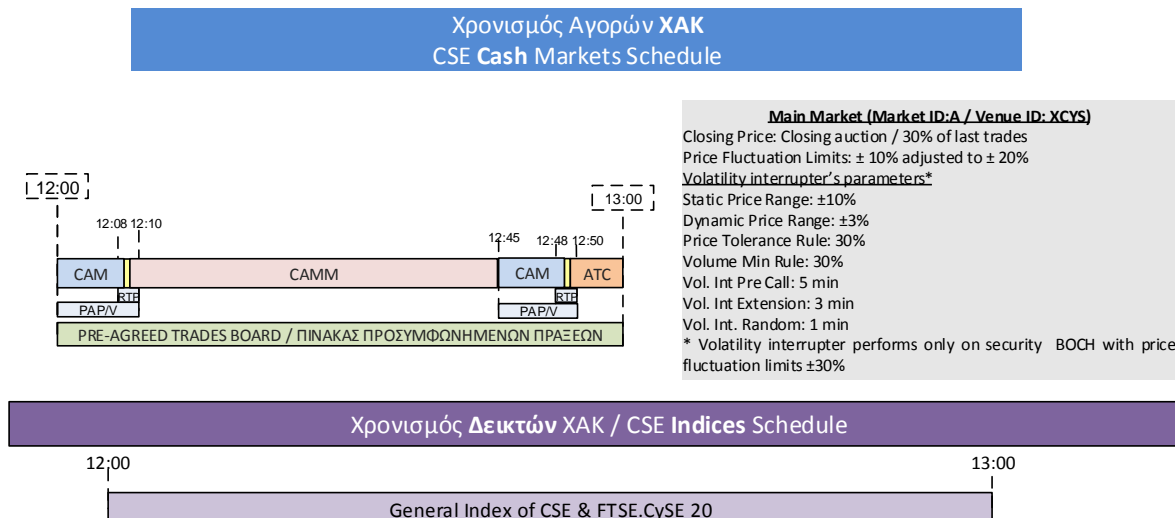 Χρονισμός Αγορών ΧΑΚ
CSE Cash Markets Schedule
Main Market (Market ID:A / Venue ID: XCYS)
Closing Price: Closing auction / 30% of last trades
Price Fluctuation Limits: ± 10% adjusted to ± 20%
Volatility interrupter's parameters*
Static Price Range: ±10%
Dynamic Price Range: ±3%
Price Tolerance Rule: 30%
Volume Min Rule: 30%
Vol. Int Pre Call: 5 min
Vol. Int Extension: 3 min
Vol. Int. Random: 1 min
* Volatility interrupter performs only on security BOCH with price
fluctuation limits ±30%
12:00
13:00
12:08 12:10
12:45
12:48 12:50
CAM
CAMM
CAM
ATC
RTP
RTP
PAP/V
PAP/V
PRE-AGREED TRADES BOARD / ΠΙΝΑΚΑΣ ΠΡΟΣΥΜΦΩΝΗΜΕΝΩΝ ΠΡΑΞΕΩΝ
Χρονισμός Δεικτών ΧΑΚ / CSE Indices Schedule
12:00
13:00
General Index of CSE & FTSE.CySE 20